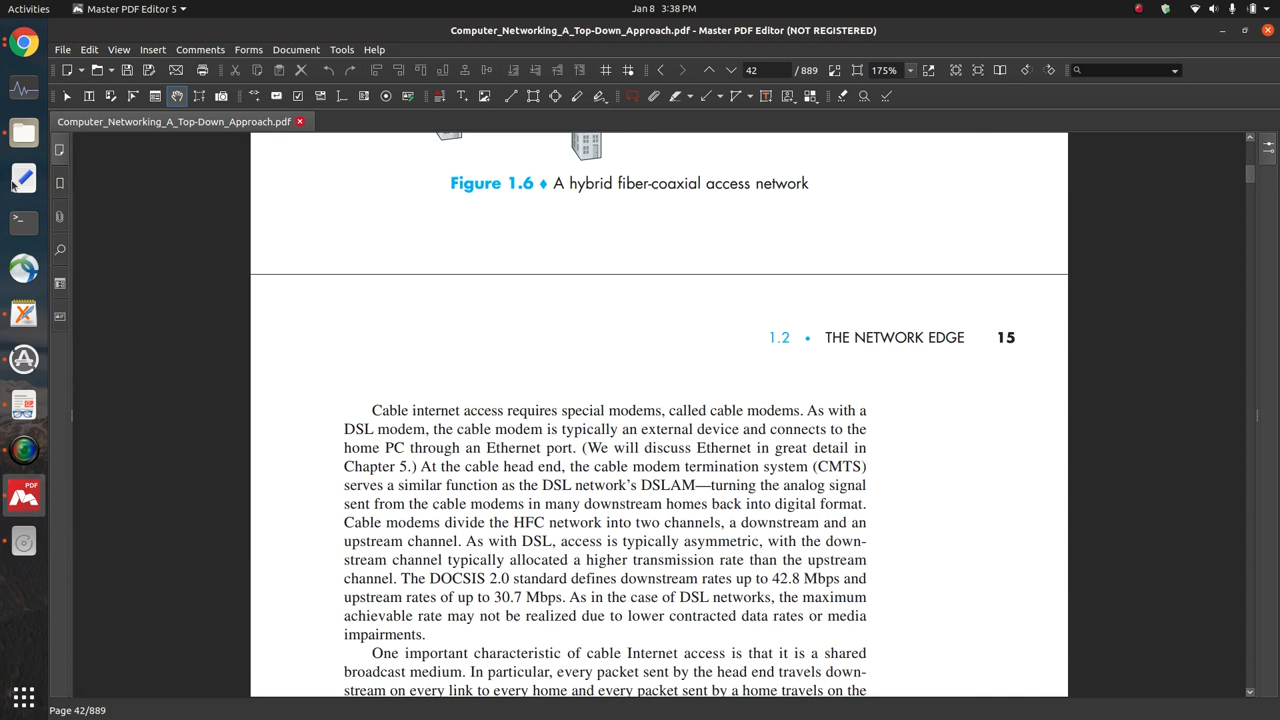 Activities
Master PDF Editor 5
Jan 8 3:38 PM
Computer_Networking_A_Top-Down_Approach.pdf - Master PDF Editor (NOT REGISTERED)
File Edit View Insert Comments Forms Document Tools Help
42 / 889 175%
Computer_Networking_A_Top-Down_Approach.pdf
Figure 1.6 ♦ A hybrid fiber-coaxial access network
1.2 • THE NETWORK EDGE 15
Cable internet access requires special modems, called cable modems. As with a
DSL modem, the cable modem is typically an external device and connects to the
home PC through an Ethernet port. (We will discuss Ethernet in great detail in
Chapter 5.) At the cable head end, the cable modem termination system (CMTS)
serves a similar function as the DSL network’s DSLAM—turning the analog signal
sent from the cable modems in many downstream homes back into digital format.
Cable modems divide the HFC network into two channels, a downstream and an
upstream channel. As with DSL, access is typically asymmetric, with the down-
stream channel typically allocated a higher transmission rate than the upstream
channel. The DOCSIS 2.0 standard defines downstream rates up to 42.8 Mbps and
upstream rates of up to 30.7 Mbps. As in the case of DSL networks, the maximum
achievable rate may not be realized due to lower contracted data rates or media
impairments.
One important characteristic of cable Internet access is that it is a shared
broadcast medium. In particular, every packet sent by the head end travels down-
stream on every link to every home and every packet sent by a home travels on the
PDF
Page 42/889